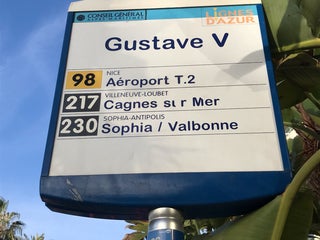 CONSEIL GÉNÉRAL
LIGNES D'AZUR
Gustave V
98 NICE
Aéroport T.2
217 VILLENEUVE-LOUBET
Cagnes sur Mer
230 SOPHIA-ANTIPOLIS
Sophia / Valbonne